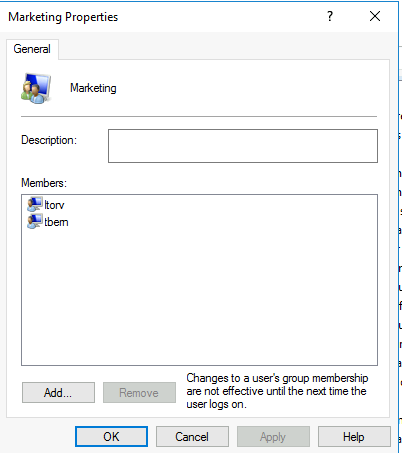 Marketing Properties
?
General
Marketing
Description:
Members:
ltorv
tbern
Add...
Remove
Changes to a user's group membership
are not effective until the next time the
user logs on.
OK
Cancel
Apply
Help